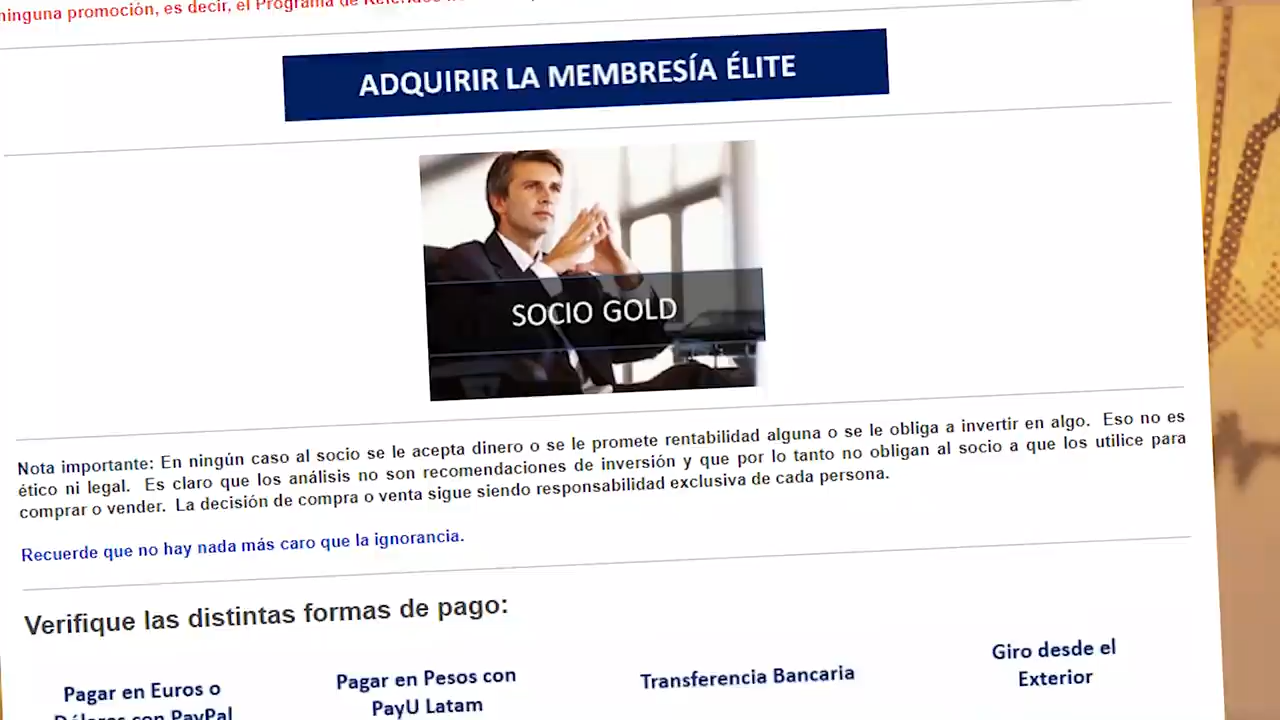 ninguna promoción, es decir, el Programa de
ADQUIRIR LA MEMBRESÍA ÉLITE
SOCIO GOLD
Nota importante: En ningún caso al socio se le acepta dinero o se le promete rentabilidad alguna o se le obliga a invertir en algo. Eso no es
ético ni legal. Es claro que los análisis no son recomendaciones de inversión y que por lo tanto no obligan al socio a que los utilice para
comprar o vender. La decisión de compra o venta sigue siendo responsabilidad exclusiva de cada persona.
Recuerde que no hay nada más caro que la ignorancia.
Verifique las distintas formas de pago:
Pagar en Euros o
Dólares con PayPal
Pagar en Pesos con
PayU Latam
Transferencia Bancaria
Giro desde el
Exterior